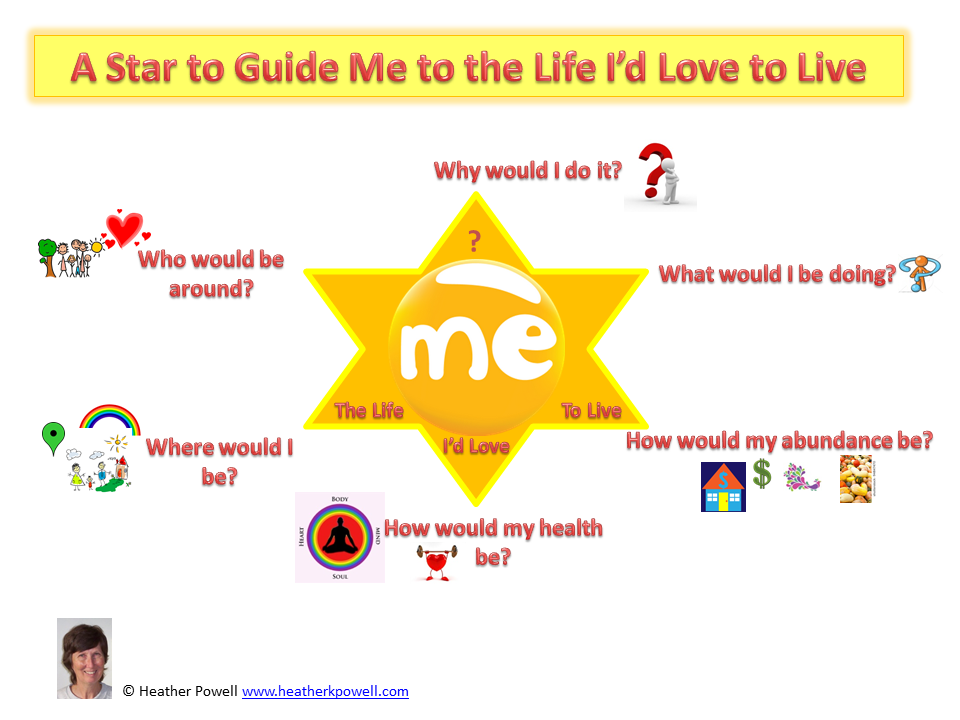 A Star to Guide Me to the Life I'd Love to Live
Why would I do it?
?
Who would be
around?
What would I be doing?
me
The Life
To Live
I'd Love
Where would I
be?
How would my abundance be?
$
S
BODY
HEART
MIND
SOUL
How would my health
be?
© Heather Powell www.heatherkpowell.com